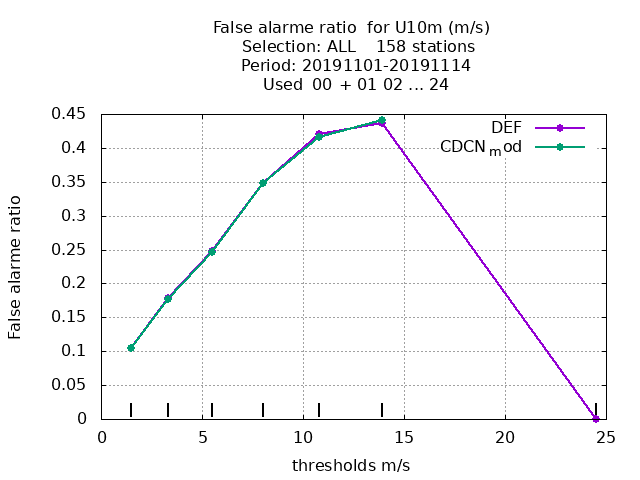 False alarme ratio  for U10m (m/s)
Selection: ALL    158 stations
Period: 20191101-20191114
Used  00  + 01 02 ... 24
DEF
CDCN_mod
False alarme ratio
0.45
0.4
0.35
0.3
0.25
0.2
0.15
0.1
0.05
0
0 5 10 15 20 25
thresholds m/s